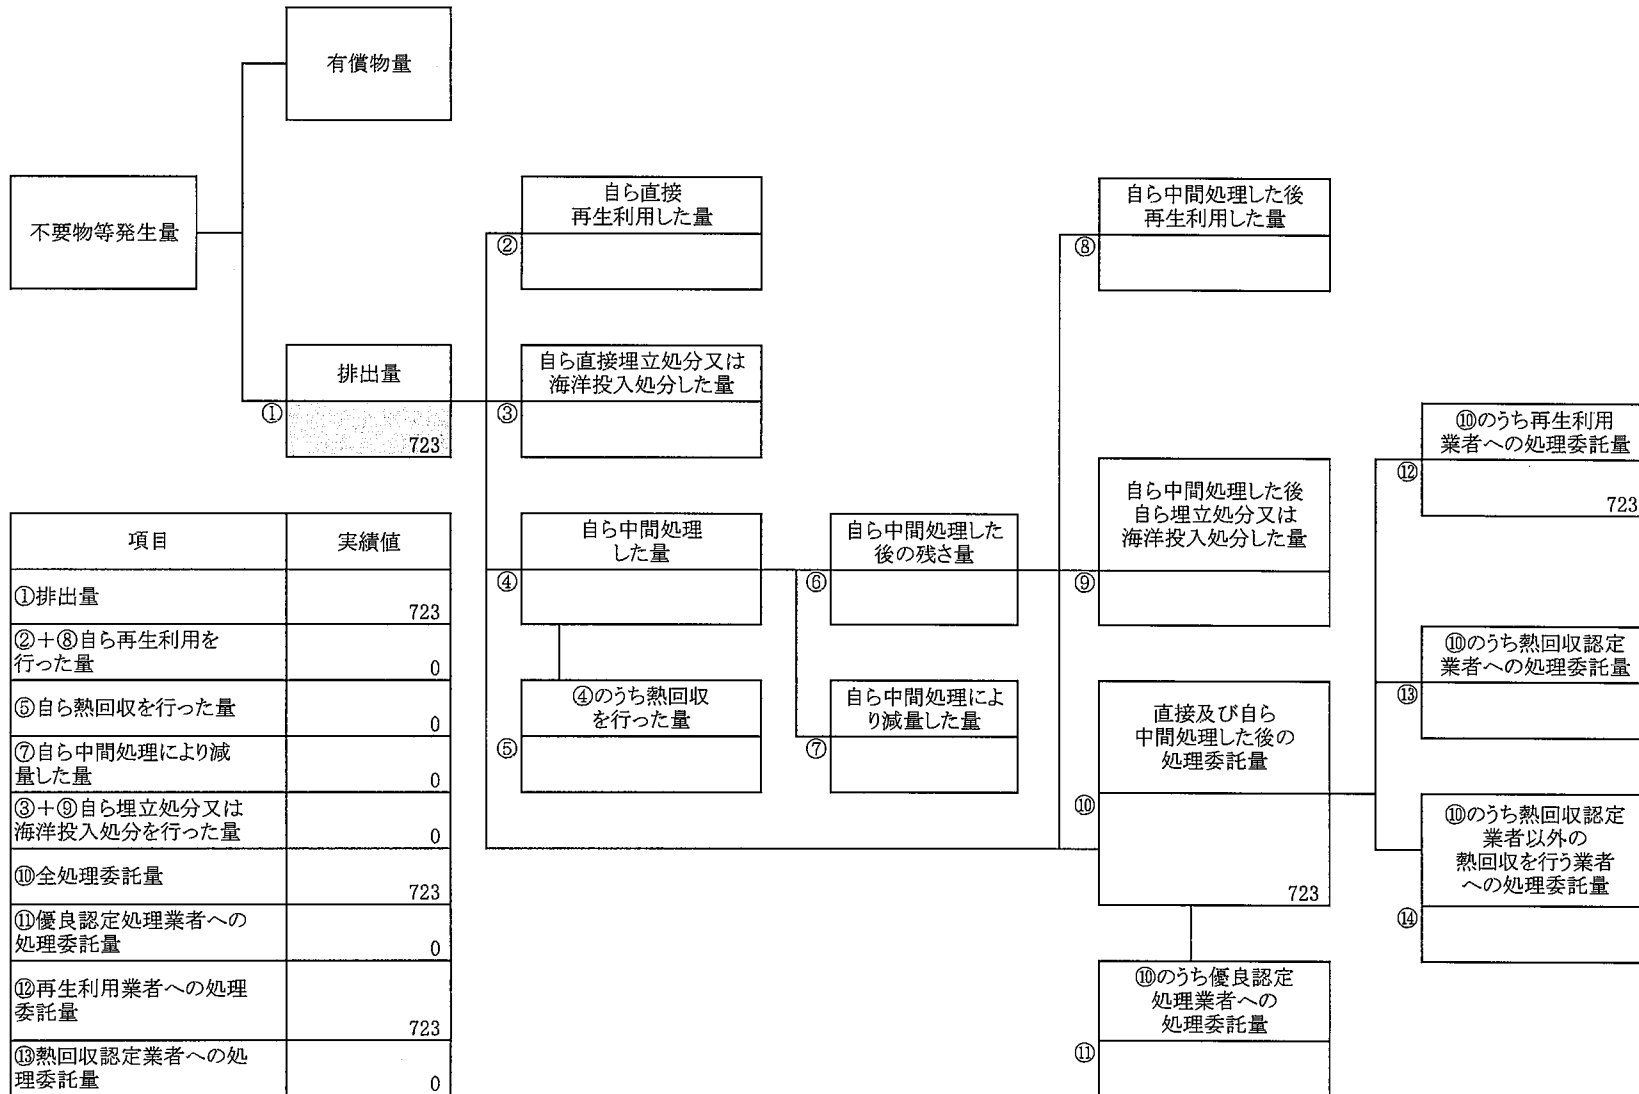 有償物量
不要物等発生量
排出量
①
723
自ら直接
再生利用した量
②
自ら直接埋立処分又は
海洋投入処分した量
③
自ら中間処理
した量
④
④のうち熱回収
を行った量
⑤
自ら中間処理した
後の残さ量
⑥
自ら中間処理によ
り減量した量
⑦
自ら中間処理した後
再生利用した量
⑧
自ら中間処理した後
自ら埋立処分又は
海洋投入処分した量
⑨
直接及び自ら
中間処理した後の
処理委託量
⑩
723
⑩のうち優良認定
処理業者への
処理委託量
⑪
⑩のうち再生利用
業者への処理委託量
⑫
723
⑩のうち熱回収認定
業者への処理委託量
⑬
⑩のうち熱回収認定
業者以外の
熱回収を行う業者
への処理委託量
⑭
項目 実績値
①排出量
723
②+⑧自ら再生利用を
行った量 0
⑤自ら熱回収を行った量
0
⑦自ら中間処理により減
量した量 0
③+⑨自ら埋立処分又は
海洋投入処分を行った量 0
⑩全処理委託量
723
⑪優良認定処理業者への
処理委託量 0
⑫再生利用業者への処理
委託量
723
⑬熱回収認定業者への処
理委託量 0